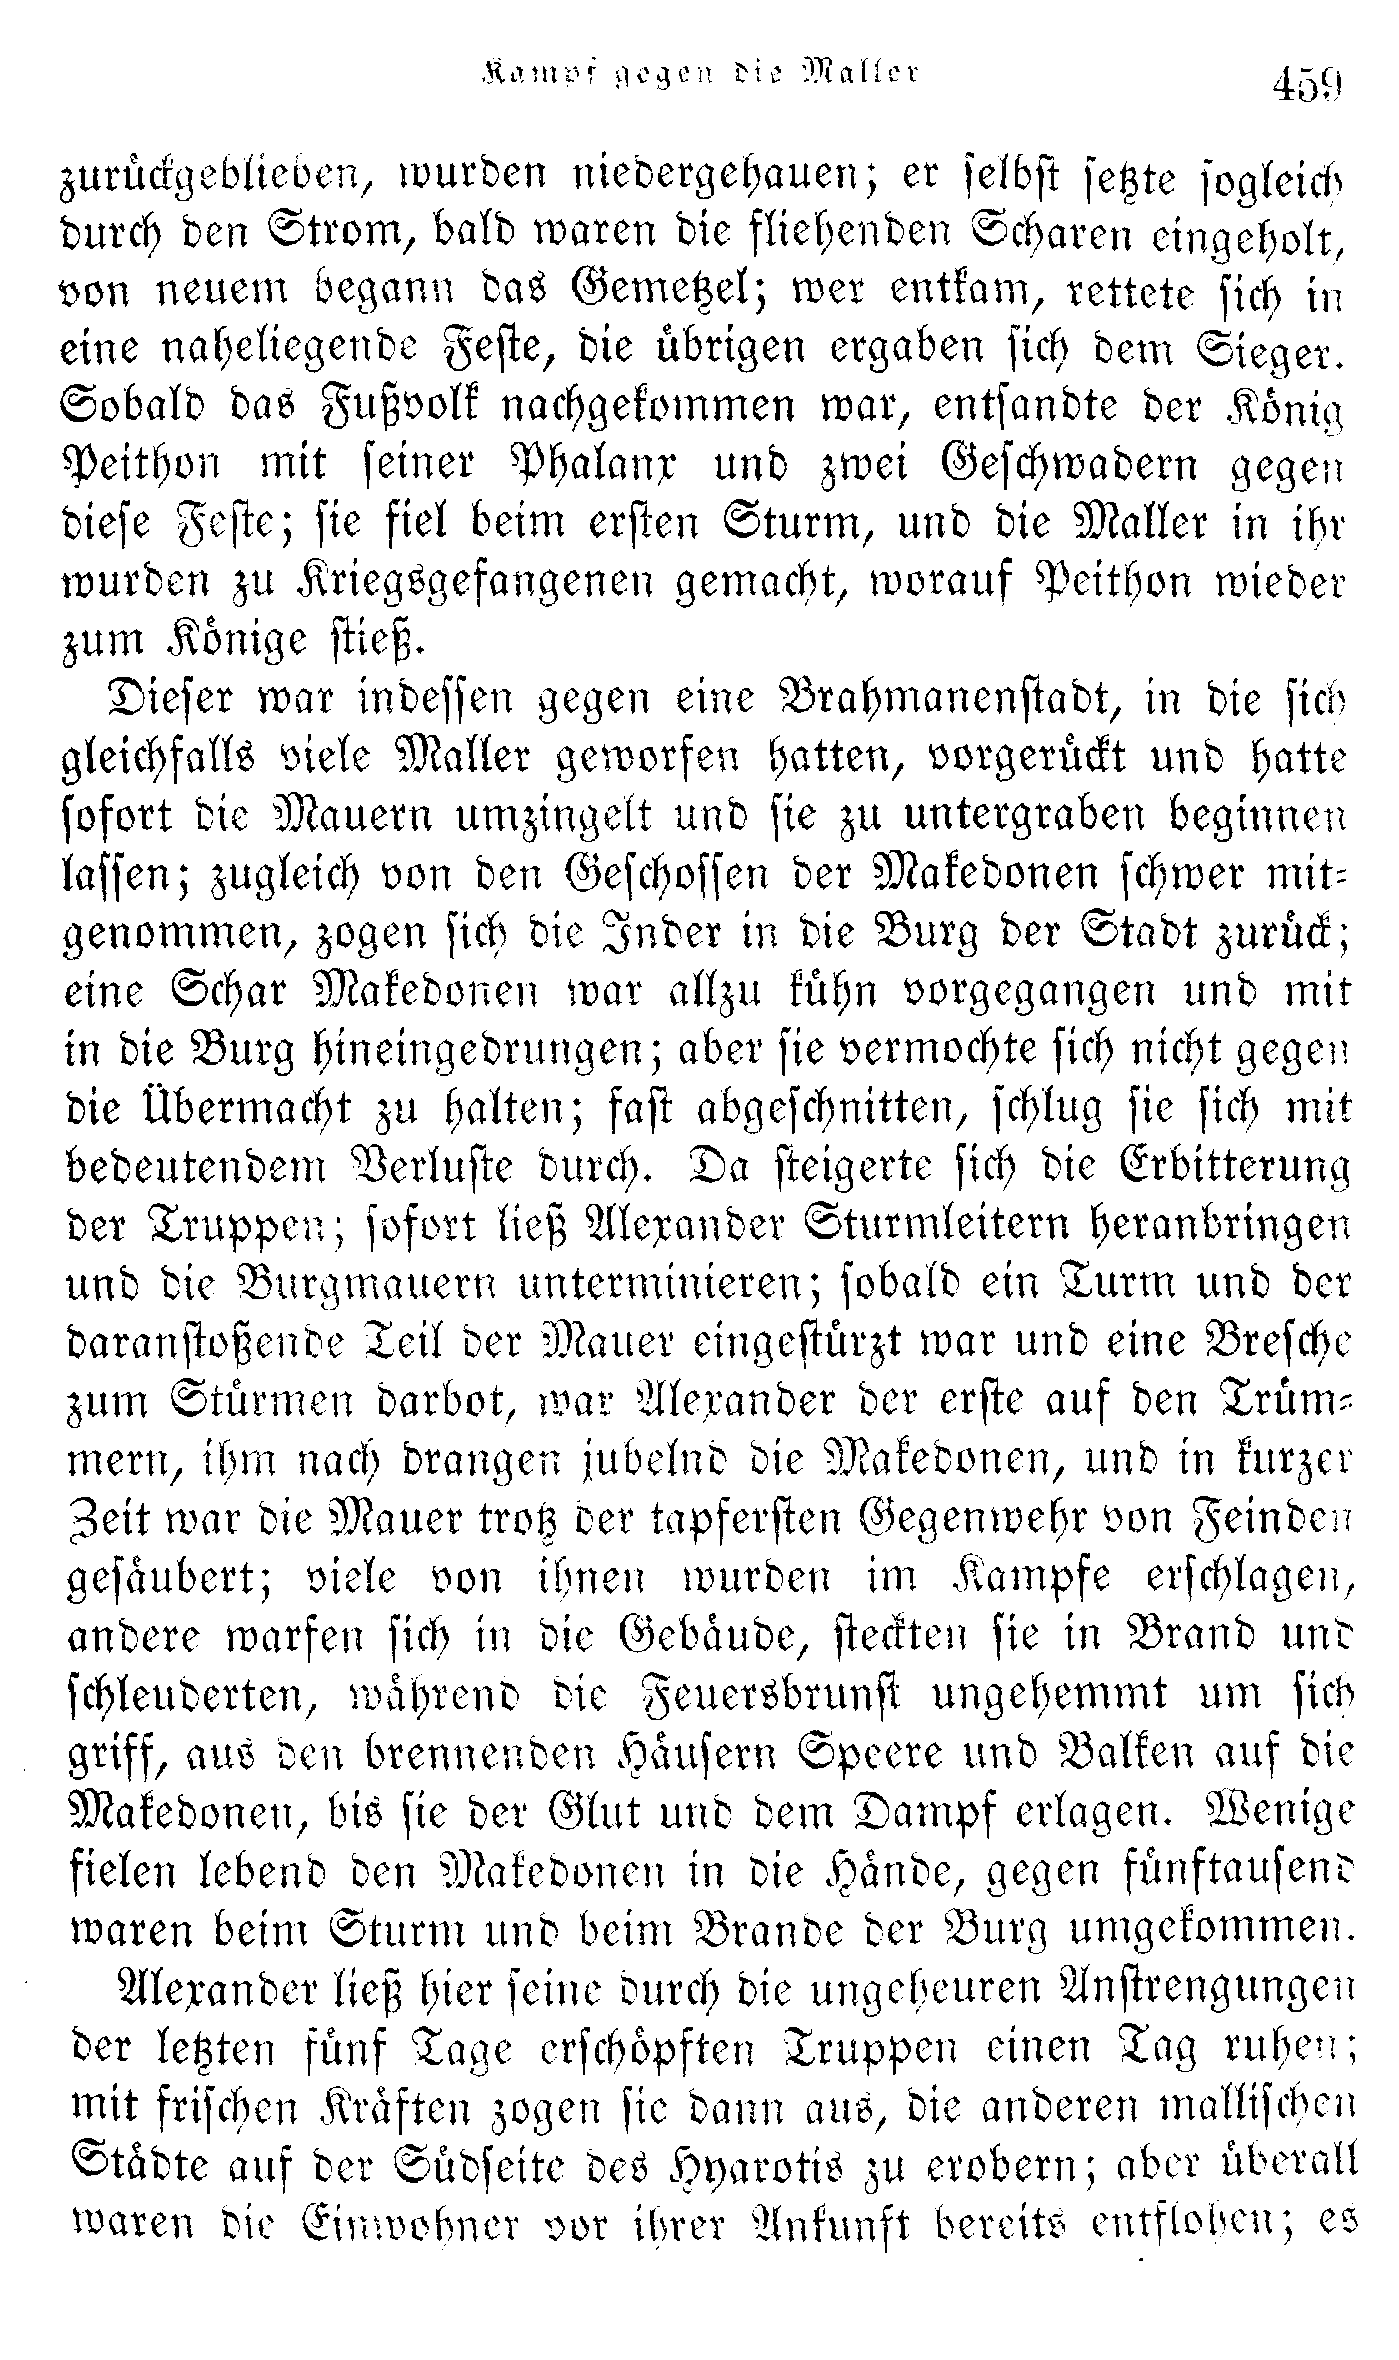 Kampf gegen die Maller
459
zurückgeblieben, wurden niedergehauen; er selbst setzte sogleich
durch den Strom, bald waren die fliehenden Scharen eingeholt,
von neuem begann das Gemetzel; wer entkam, rettete sich in
eine naheliegende Feste, die übrigen ergaben sich dem Sieger.
Sobald das Fußvolk nachgekommen war, entsandte der König
Peithon mit seiner Phalanx und zwei Geschwadern gegen
diese Feste; sie fiel beim ersten Sturm, und die Maller in ihr
wurden zu Kriegsgefangenen gemacht, worauf Peithon wieder
zum Könige stieß.
Dieser war indessen gegen eine Brahmanenstadt, in die sich
gleichfalls viele Maller geworfen hatten, vorgerückt und hatte
sofort die Mauern umzingelt und sie zu untergraben beginnen
lassen; zugleich von den Geschossen der Makedonen schwer mit-
genommen, zogen sich die Inder in die Burg der Stadt zurück;
eine Schar Makedonen war allzu kühn vorgegangen und mit
in die Burg hineingedrungen; aber sie vermochte sich nicht gegen
die Übermacht zu halten; fast abgeschnitten, schlug sie sich mit
bedeutendem Verluste durch. Da steigerte sich die Erbitterung
der Truppen; sofort ließ Alexander Sturmleitern heranbringen
und die Burgmauern unterminieren; sobald ein Turm und der
daranstoßende Teil der Mauer eingestürzt war und eine Bresche
zum Stürmen darbot, war Alexander der erste auf den Trüm-
mern, ihm nach drangen jubelnd die Makedonen, und in kurzer
Zeit war die Mauer trotz der tapfersten Gegenwehr von Feinden
gesäubert; viele von ihnen wurden im Kampfe erschlagen,
andere warfen sich in die Gebäude, steckten sie in Brand und
schleuderten, während die Feuersbrunst ungehemmt um sich
griff, aus den brennenden Häusern Speere und Balken auf die
Makedonen, bis sie der Glut und dem Dampf erlagen. Wenige
fielen lebend den Makedonen in die Hände, gegen fünftausend
waren beim Sturm und beim Brande der Burg umgekommen.
Alexander ließ hier seine durch die ungeheuren Anstrengungen
der letzten fünf Tage erschöpften Truppen einen Tag ruhen;
mit frischen Kräften zogen sie dann aus, die anderen mallischen
Städte auf der Südseite des Hyarotis zu erobern; aber überall
waren die Einwohner vor ihrer Ankunft bereits entflohen; es